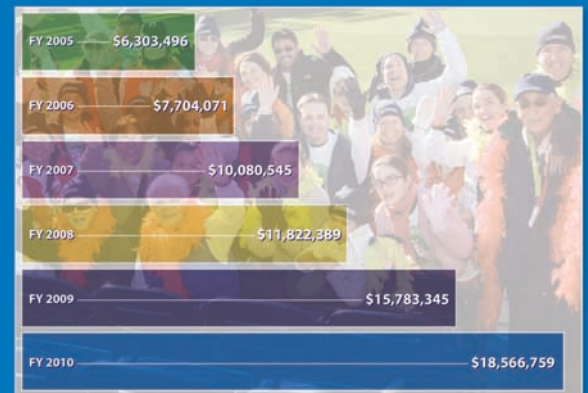 FY 2005 $6,303,496
FY 2006 $7,704,071
FY 2007 $10,080,545
FY 2008 $11,822,389
FY 2009 $15,783,345
FY 2010 $18,566,759